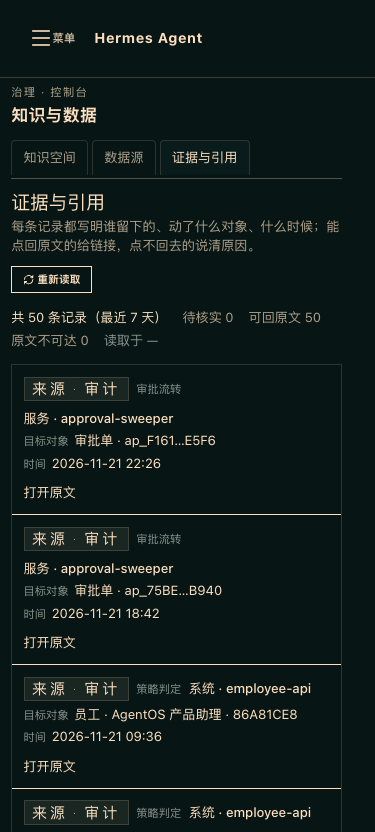 菜单 Hermes Agent
治理 · 控制台
知识与数据
知识空间 数据源 证据与引用
证据与引用
每条记录都写明谁留下的、动了什么对象、什么时候；能
点回原文的给链接，点不回去的说清原因。
重新读取
共 50 条记录（最近 7 天） 待核实 0 可回原文 50
原文不可达 0 读取于 —
来源 · 审计 审批流转
服务 · approval-sweeper
目标对象 审批单 · ap_F161…E5F6
时间 2026-11-21 22:26
打开原文
来源 · 审计 审批流转
服务 · approval-sweeper
目标对象 审批单 · ap_75BE…B940
时间 2026-11-21 18:42
打开原文
来源 · 审计 策略判定 系统 · employee-api
目标对象 员工 · AgentOS 产品助理 · 86A81CE8
时间 2026-11-21 09:36
打开原文
来源 · 审计 策略判定 系统 · employee-api